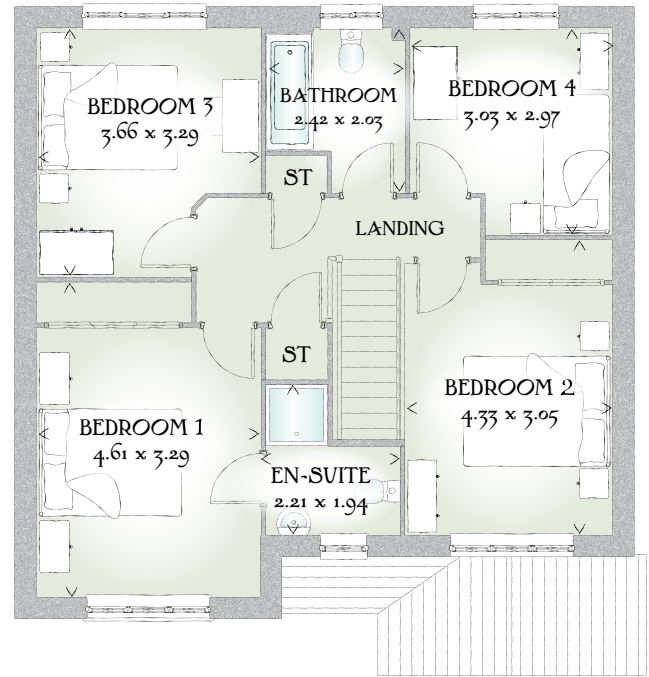 BEDROOM 3
3.66 x 3.29
BATHROOM
2.42 x 2.03
BEDROOM 4
3.03 x 2.97
ST
LANDING
ST
BEDROOM 2
4.33 x 3.05
BEDROOM 1
4.61 x 3.29
EN-SUITE
2.21 x 1.94